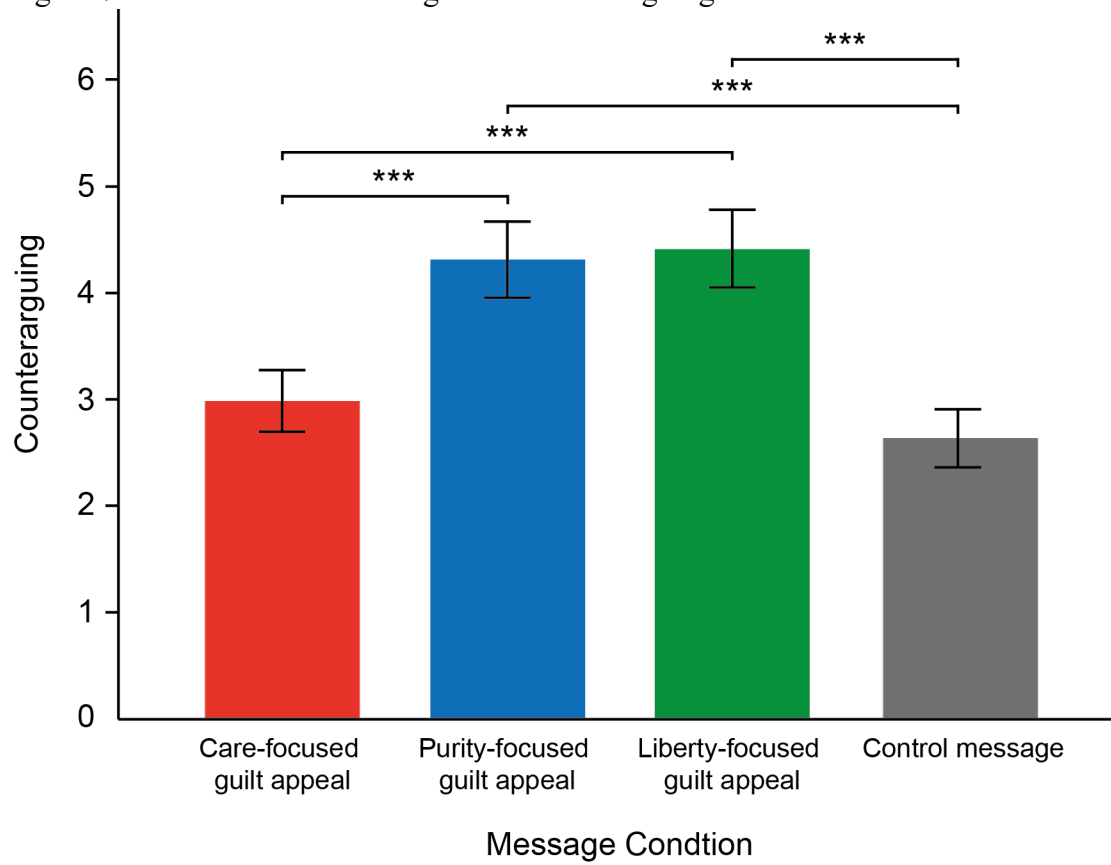 ***
***
***
***
6
5
4
3
2
1
0
Counterarguing
Care-focused
guilt appeal
Purity-focused
guilt appeal
Liberty-focused
guilt appeal
Control message
Message Condtion